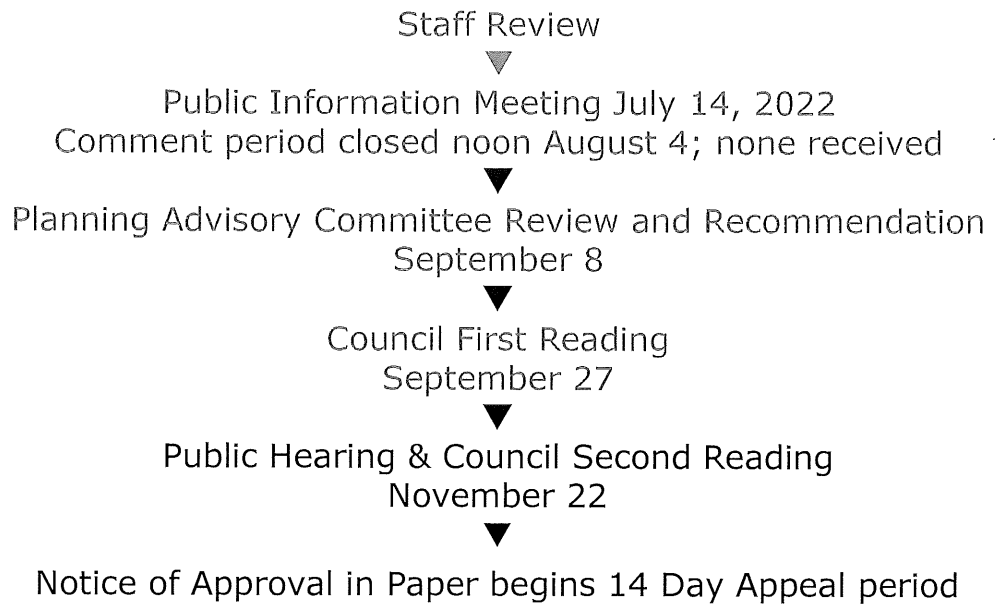 Staff Review
Public Information Meeting July 14, 2022
Comment period closed noon August 4; none received
Planning Advisory Committee Review and Recommendation
September 8
Council First Reading
September 27
Public Hearing & Council Second Reading
November 22
Notice of Approval in Paper begins 14 Day Appeal period